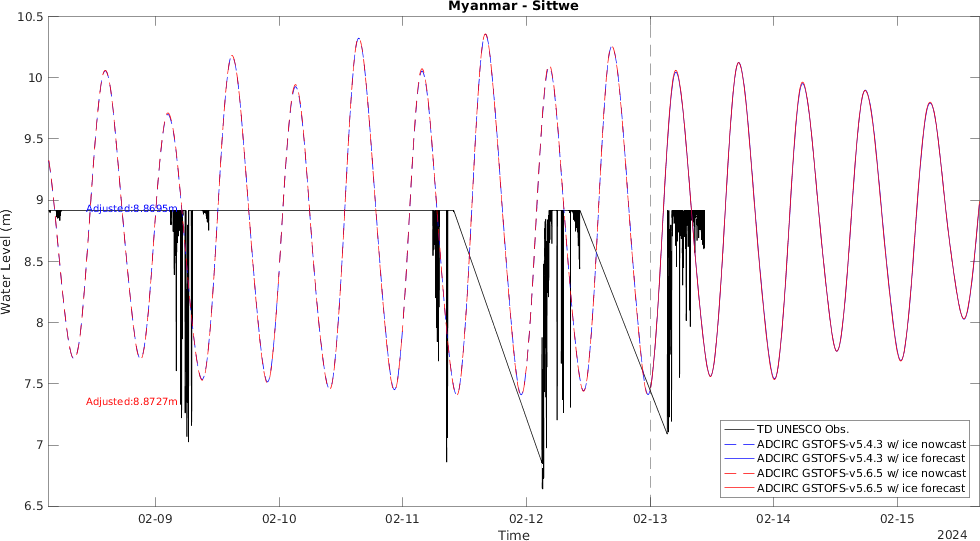 Myanmar - Sittwe
10.5
10
9.5
9
8.5
8
7.5
7
6.5
Water Level (m)
Adjusted:8.8695m
Adjusted:8.8727m
TD UNESCO Obs.
ADCIRC GSTOFS-v5.4.3 w/ ice nowcast
ADCIRC GSTOFS-v5.4.3 w/ ice forecast
ADCIRC GSTOFS-v5.6.5 w/ ice nowcast
ADCIRC GSTOFS-v5.6.5 w/ ice forecast
02-09 02-10 02-11 02-12 02-13 02-14 02-15
Time
2024